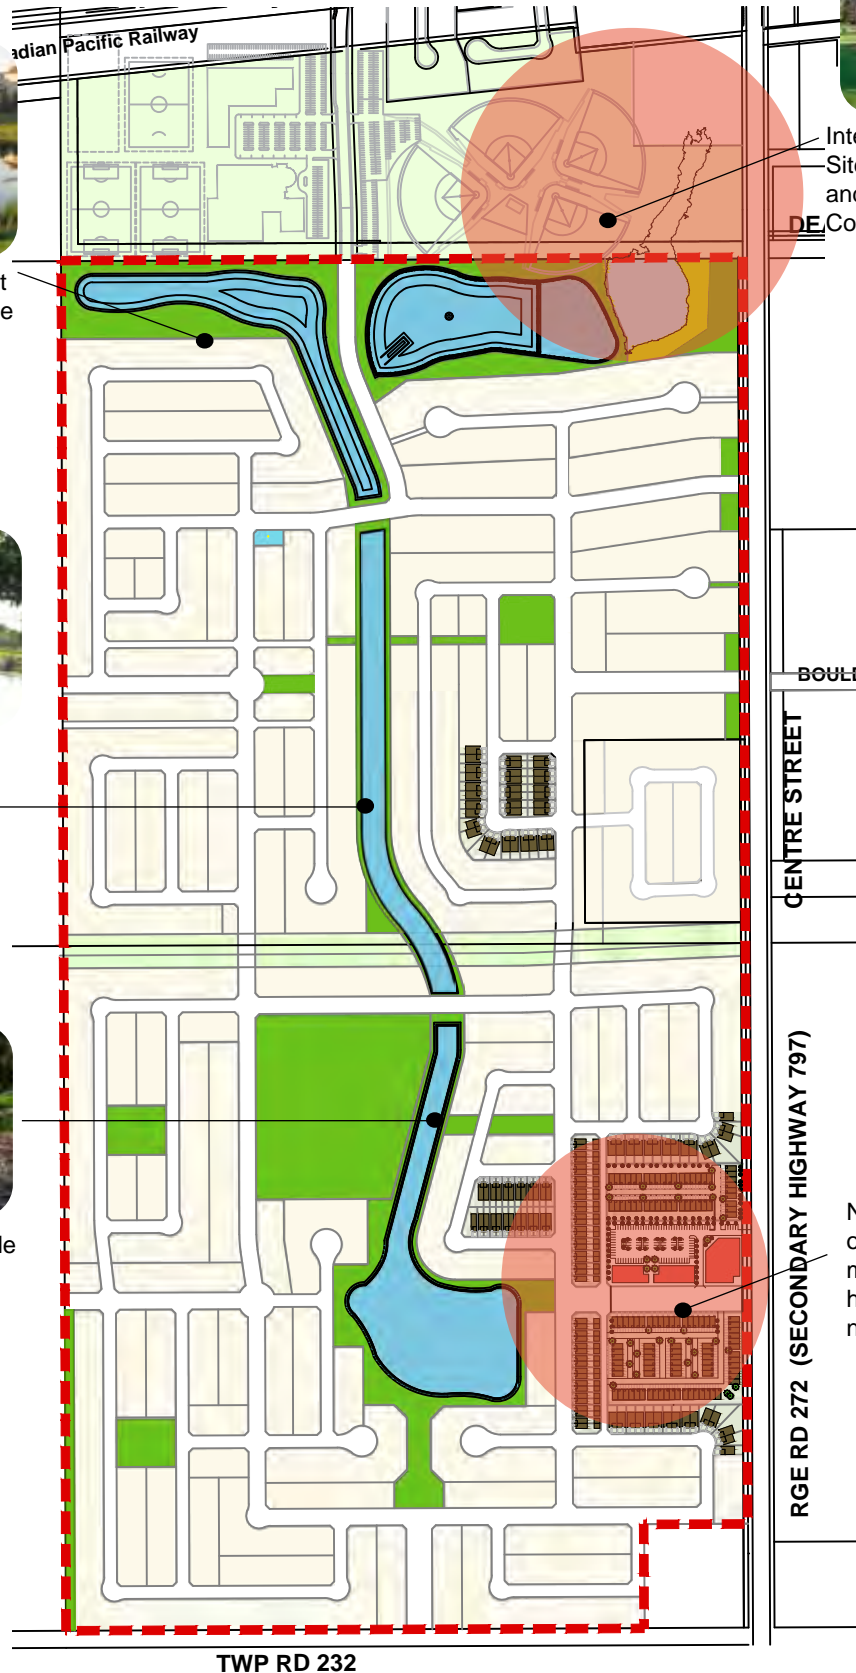 adian Pacific Railway
Inte
Site
and
DE
Co
t
e
BOUL
CENTRE STREET
le
N
o
m
h
n
RGE RD 272 (SECONDARY HIGHWAY 797)
TWP RD 232